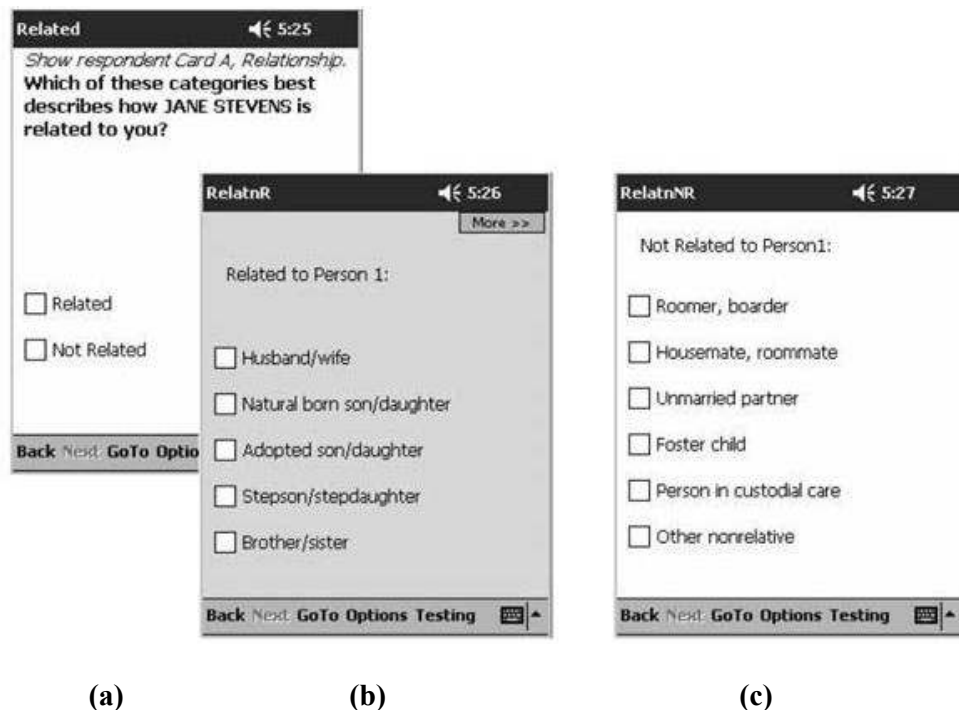 Related 5:25
Show respondent Card A, Relationship.
Which of these categories best
describes how JANE STEVENS is
related to you?
Related
Not Related
Back Next GoTo Optio
RelatnR 5:26
More >>
Related to Person 1:
Husband/wife
Natural born son/daughter
Adopted son/daughter
Stepson/stepdaughter
Brother/sister
Back Next GoTo Options Testing
RelatnNR 5:27
Not Related to Person1:
Roomer, boarder
Housemate, roommate
Unmarried partner
Foster child
Person in custodial care
Other nonrelative
Back Next GoTo Options Testing
(a) (b) (c)